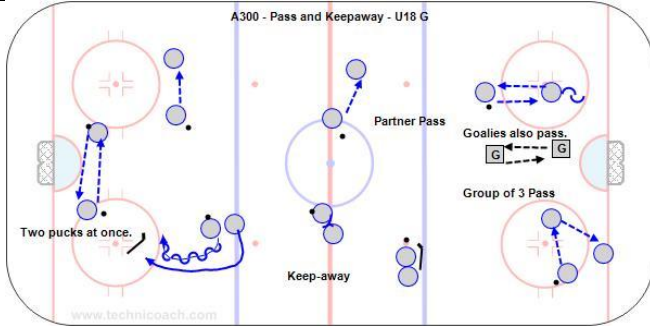 A300 - Pass and Keepaway - U18 G
Partner Pass
Goalies also pass.
G
G
Group of 3 Pass
Two pucks at once.
Keep-away
www.technicoach.com